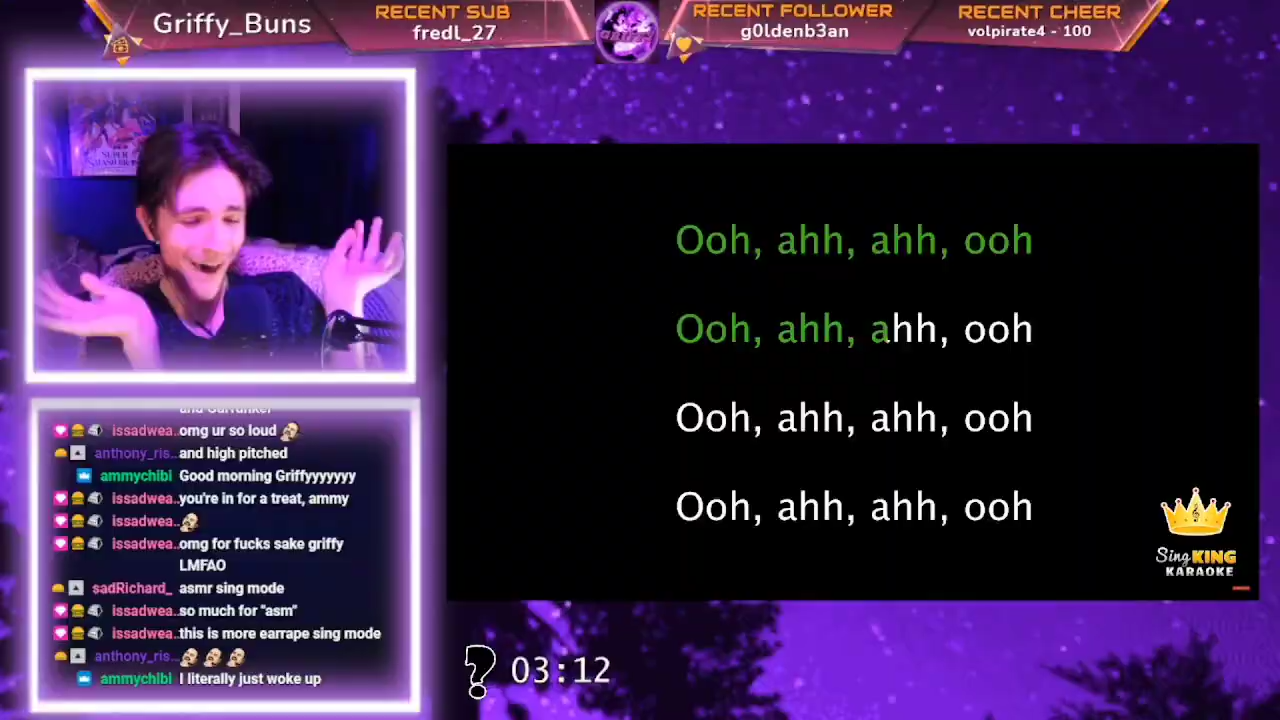 Griffy_Buns
RECENT SUB
fredl_27
RECENT FOLLOWER
g0ldenb3an
RECENT CHEER
volpirate4 - 100
SUPER
and Garfunkel
issadwea..omg ur so loud
anthony_ris..and high pitched
ammychibi Good morning Griffyyyyyyy
issadwea..you're in for a treat, ammy
issadwea..
issadwea..omg for fucks sake griffy
LMFAO
sadRichard_ asmr sing mode
issadwea..so much for "asm"
issadwea..this is more earrape sing mode
anthony_ris..
ammychibi I literally just woke up
Ooh, ahh, ahh, ooh
Ooh, ahh, ahh, ooh
Ooh, ahh, ahh, ooh
Ooh, ahh, ahh, ooh
Sing KING
KARAOKE
? 03:12